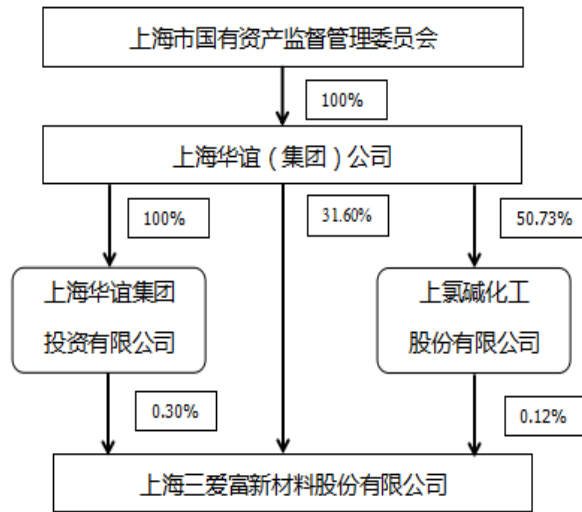 上海市国有资产监督管理委员会
100%
上海华谊（集团）公司
100%
31.60%
50.73%
上海华谊集团
投资有限公司
上氯碱化工
股份有限公司
0.30%
0.12%
上海三爱富新材料股份有限公司